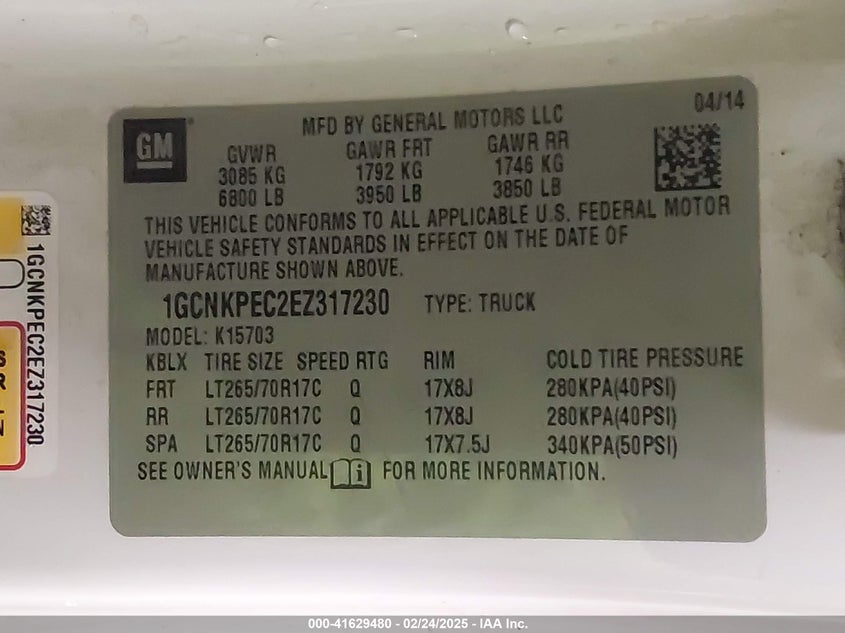 04/14
GM
MFD BY GENERAL MOTORS LLC
GVWR GAWR FRT GAWR RR
3085 KG 1792 KG 1746 KG
6800 LB 3950 LB 3850 LB
THIS VEHICLE CONFORMS TO ALL APPLICABLE U.S. FEDERAL MOTOR
VEHICLE SAFETY STANDARDS IN EFFECT ON THE DATE OF
MANUFACTURE SHOWN ABOVE.
1GCNKPEC2EZ317230 TYPE: TRUCK
MODEL: K15703
KBLX TIRE SIZE SPEED RTG RIM COLD TIRE PRESSURE
FRT LT265/70R17C Q 17X8J 280KPA(40PSI)
RR LT265/70R17C Q 17X8J 280KPA(40PSI)
SPA LT265/70R17C Q 17X7.5J 340KPA(50PSI)
SEE OWNER'S MANUAL FOR MORE INFORMATION.
1GCNKPEC2EZ317230
000-41629480 - 02/24/2025 - IAA Inc.